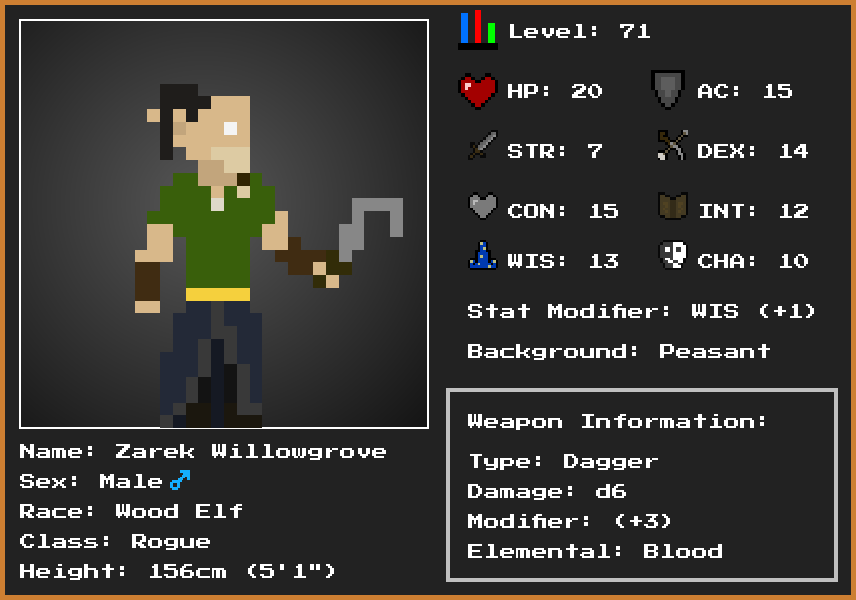 Level: 71
HP: 20
AC: 15
STR: 7
DEX: 14
CON: 15
INT: 12
WIS: 13
CHA: 10
Stat Modifier: WIS (+1)
Background: Peasant
Weapon Information:
Type: Dagger
Damage: d6
Modifier: (+3)
Elemental: Blood
Name: Zarek Willowgrove
Sex: Male♂
Race: Wood Elf
Class: Rogue
Height: 156cm (5'1")